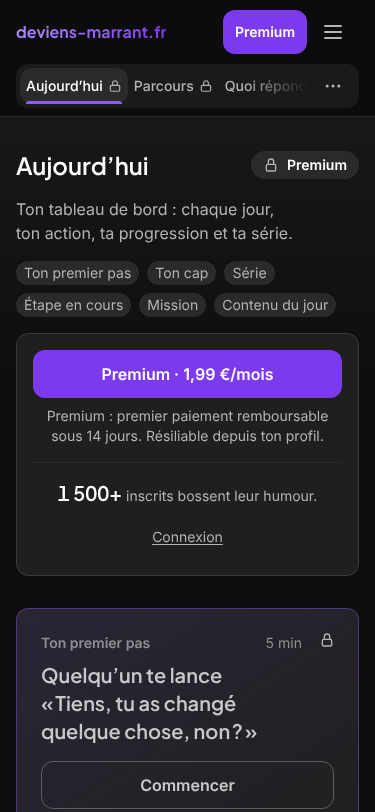 deviens-marrant.fr
Premium
Aujourd’hui
Parcours
Quoi répond
Aujourd’hui
Premium
Ton tableau de bord : chaque jour,
ton action, ta progression et ta série.
Ton premier pas
Ton cap
Série
Étape en cours
Mission
Contenu du jour
Premium · 1,99 €/mois
Premium : premier paiement remboursable
sous 14 jours. Résiliable depuis ton profil.
1 500+ inscrits bossent leur humour.
Connexion
Ton premier pas
5 min
Quelqu’un te lance
« Tiens, tu as changé
quelque chose, non ? »
Commencer